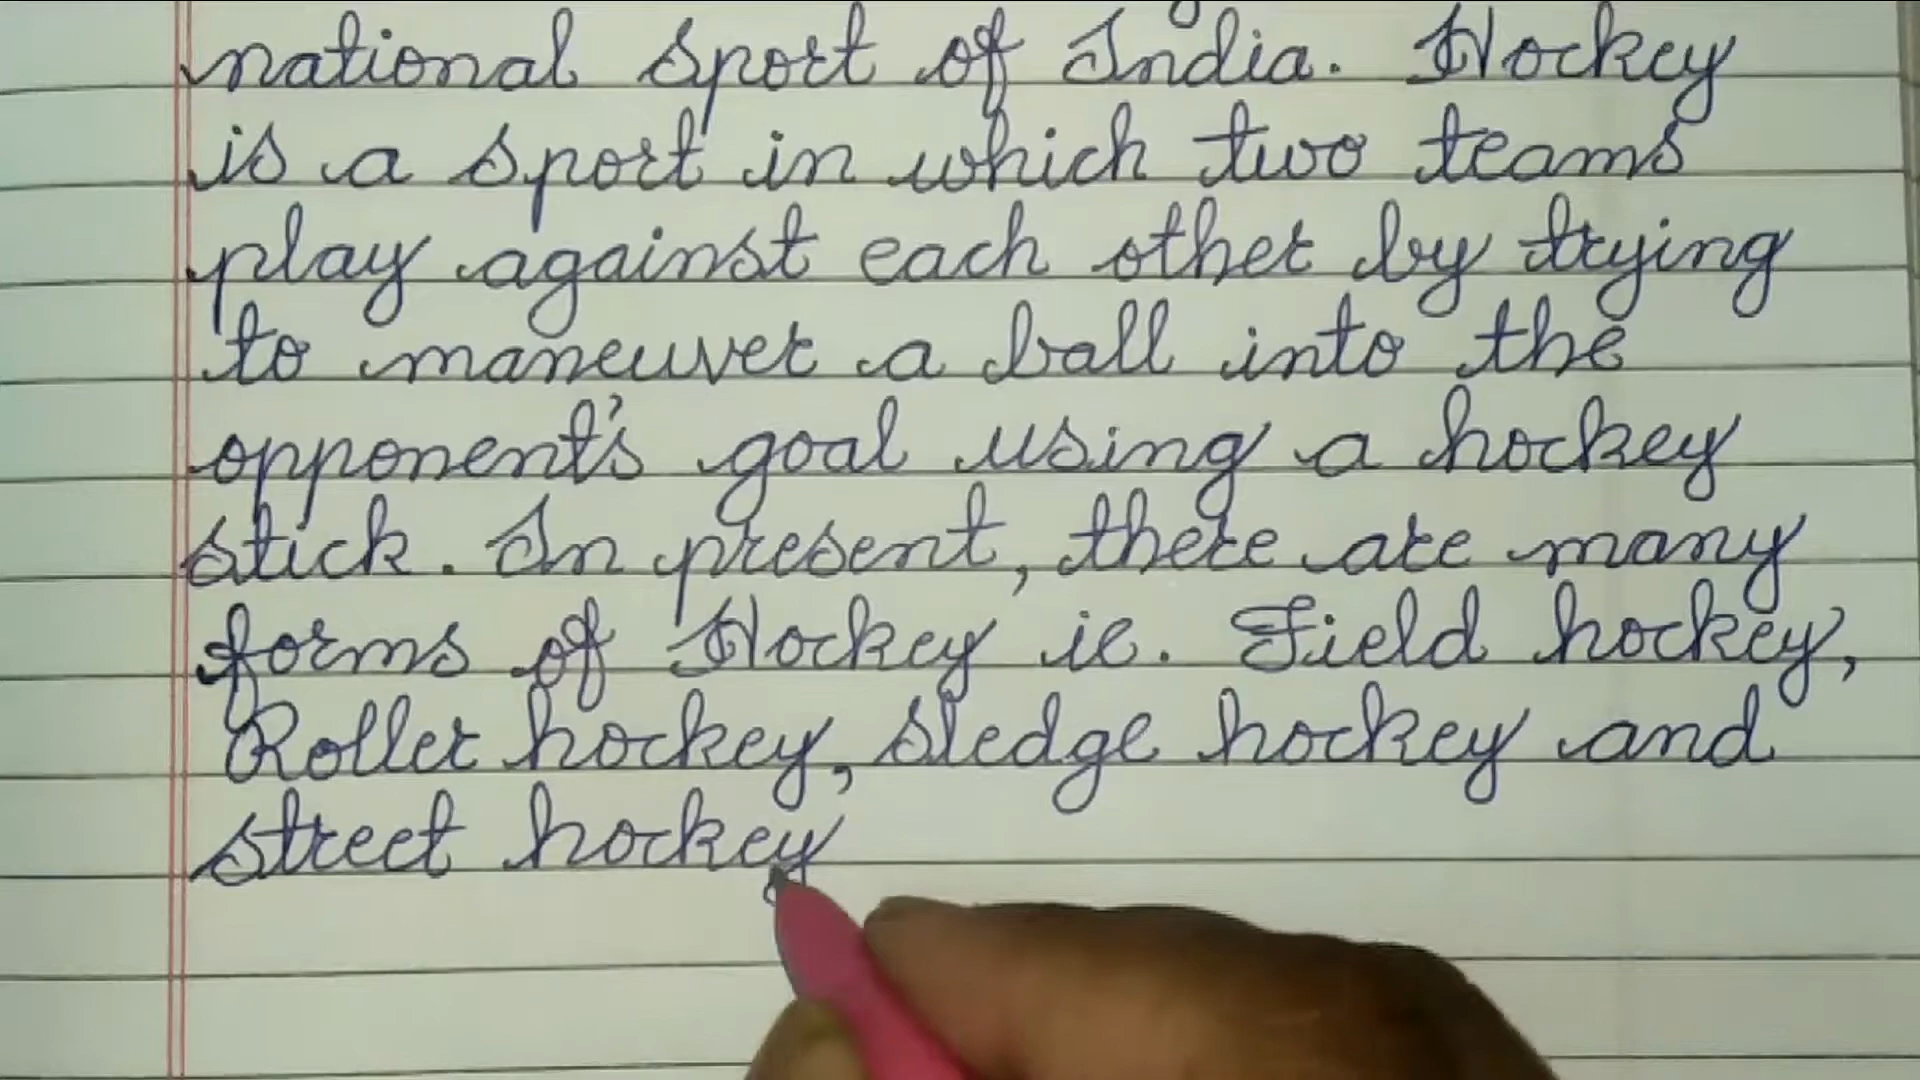 national sport of India. Hockey
is a sport in which two teams
play against each other by trying
to maneuver a ball into the
opponent's goal using a hockey
stick. In present, there are many
forms of Hockey ie. Field hockey,
Roller hockey, sledge hockey and
street hockey